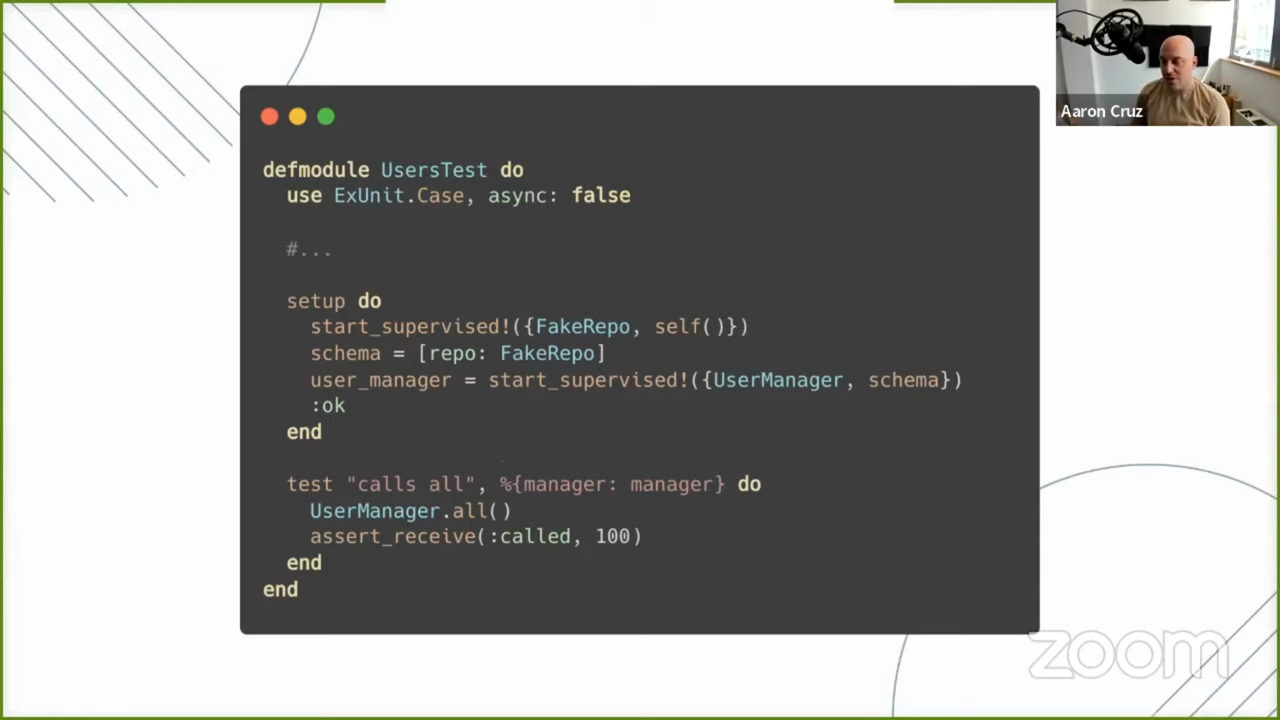 Aaron Cruz
defmodule UsersTest do
use ExUnit.Case, async: false
#...
setup do
start_supervised!({FakeRepo, self()})
schema = [repo: FakeRepo]
user_manager = start_supervised!({UserManager, schema})
:ok
end
test "calls all", %{manager: manager} do
UserManager.all()
assert_receive(:called, 100)
end
end
zoom